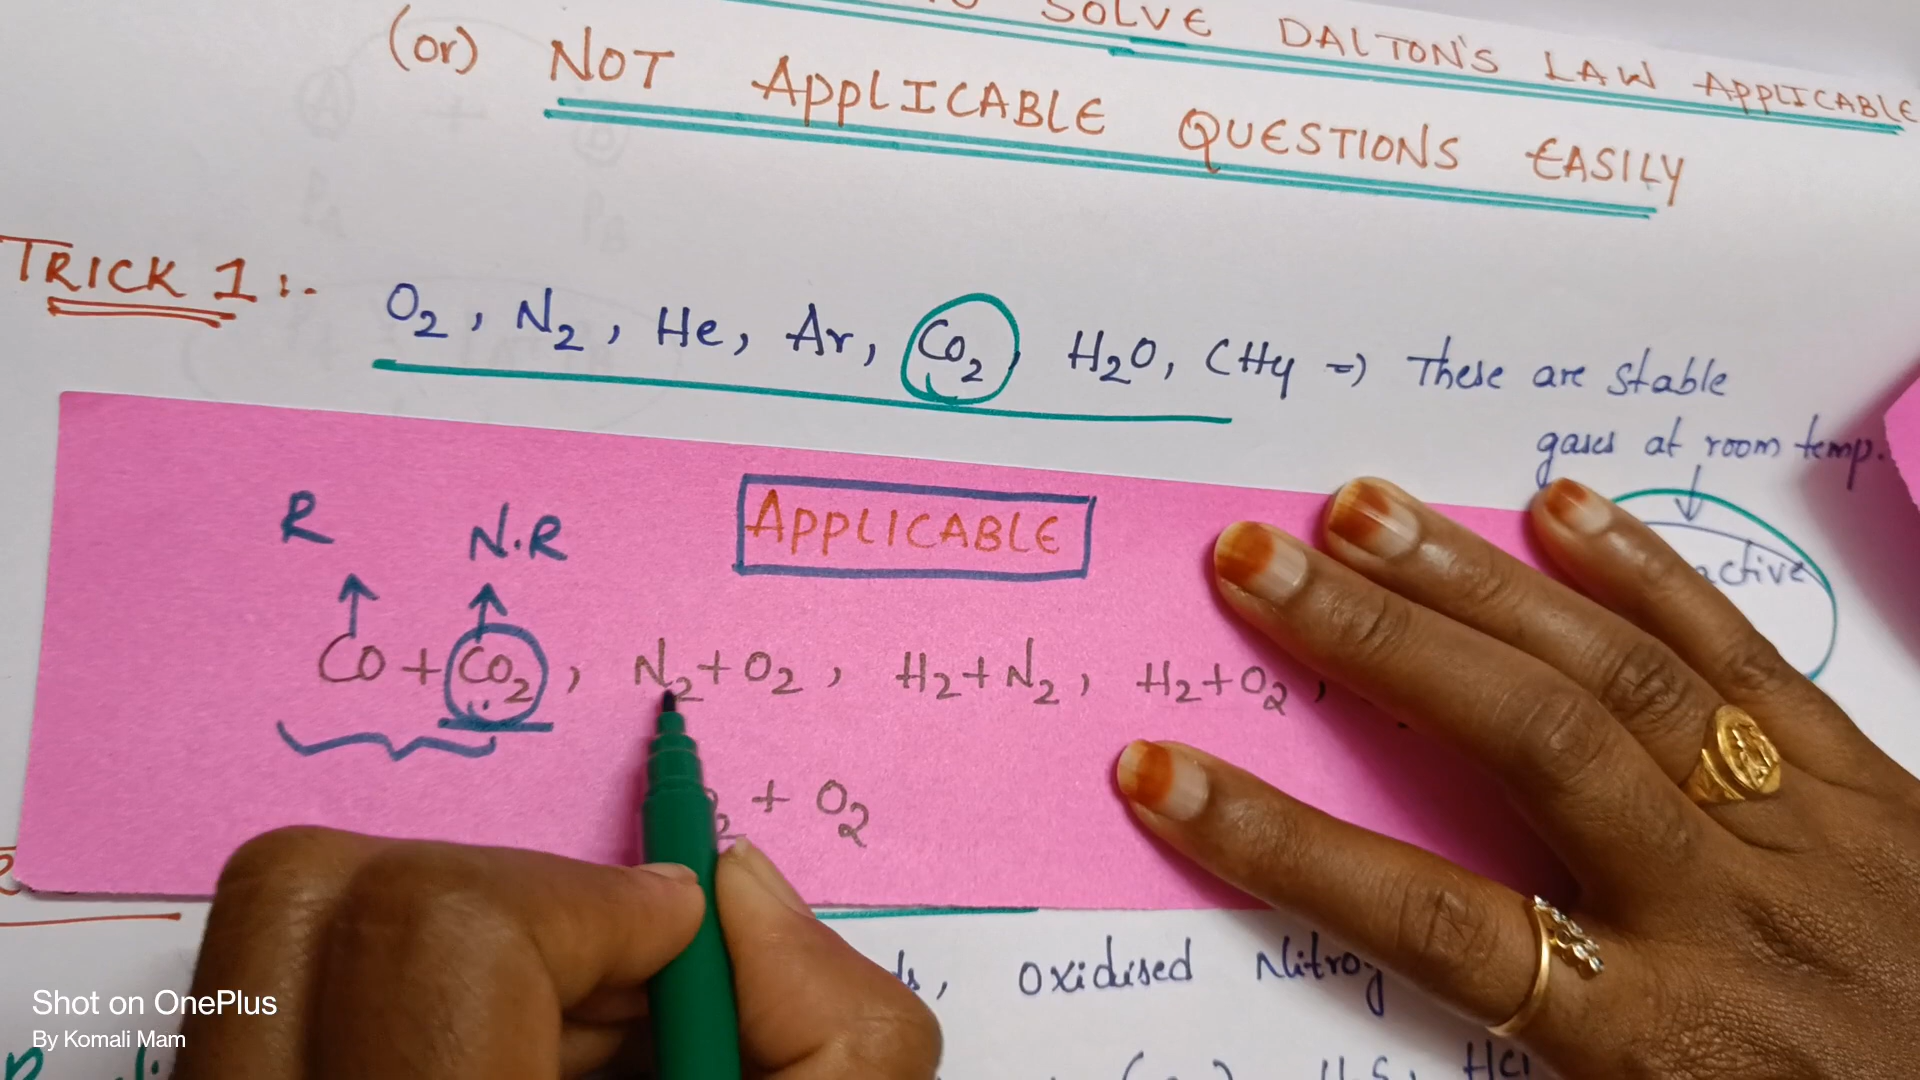 SOLVE DALTON'S LAW APPLICABLE
(or) NOT APPLICABLE QUESTIONS EASILY
TRICK 1:- O2, N2, He, Ar, CO2, H2O, CH4 => These are stable
gases at room temp.
R N.R APPLICABLE
CO + CO2, N2 + O2, H2 + N2, H2 + O2,
+ O2
, oxidised
H2S, HCl
Shot on OnePlus
By Komali Mam